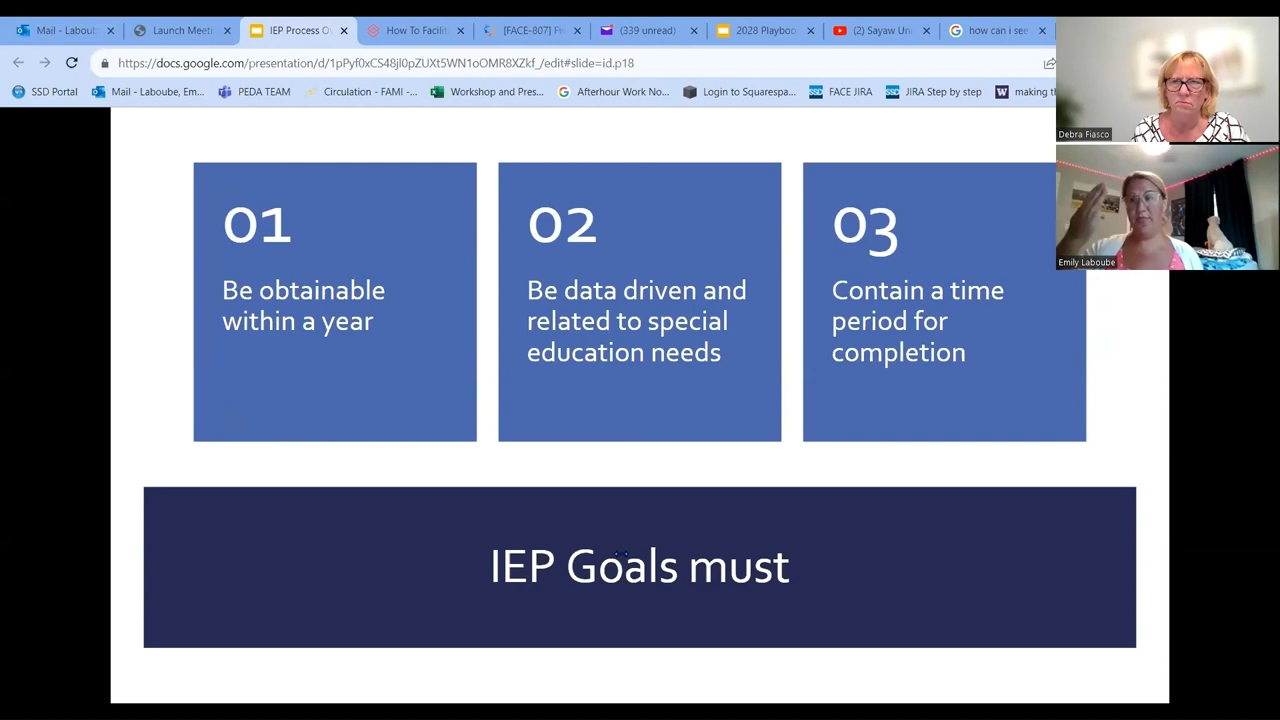 Mail - Laboub
Launch Meeti
IEP Process O
How To Facilit
[FACE-807] Fi
(339 unread)
2028 Playboo
(2) Sayaw Un
how can i see
https://docs.google.com/presentation/d/1pPyf0xCS48jl0pZUXt5WN1oOMR8XZkf_/edit#slide=id.p18
SSD Portal
Mail - Laboube, Em...
PEDA TEAM
Circulation - FAMI -...
Word, Excel, and Pres...
Afterhour Work No...
Login to Squarespa...
FACE JIRA
JIRA Step by step
making th
Debra Fiasco
Emily Laboube
01
Be obtainable
within a year
02
Be data driven and
related to special
education needs
03
Contain a time
period for
completion
IEP Goals must